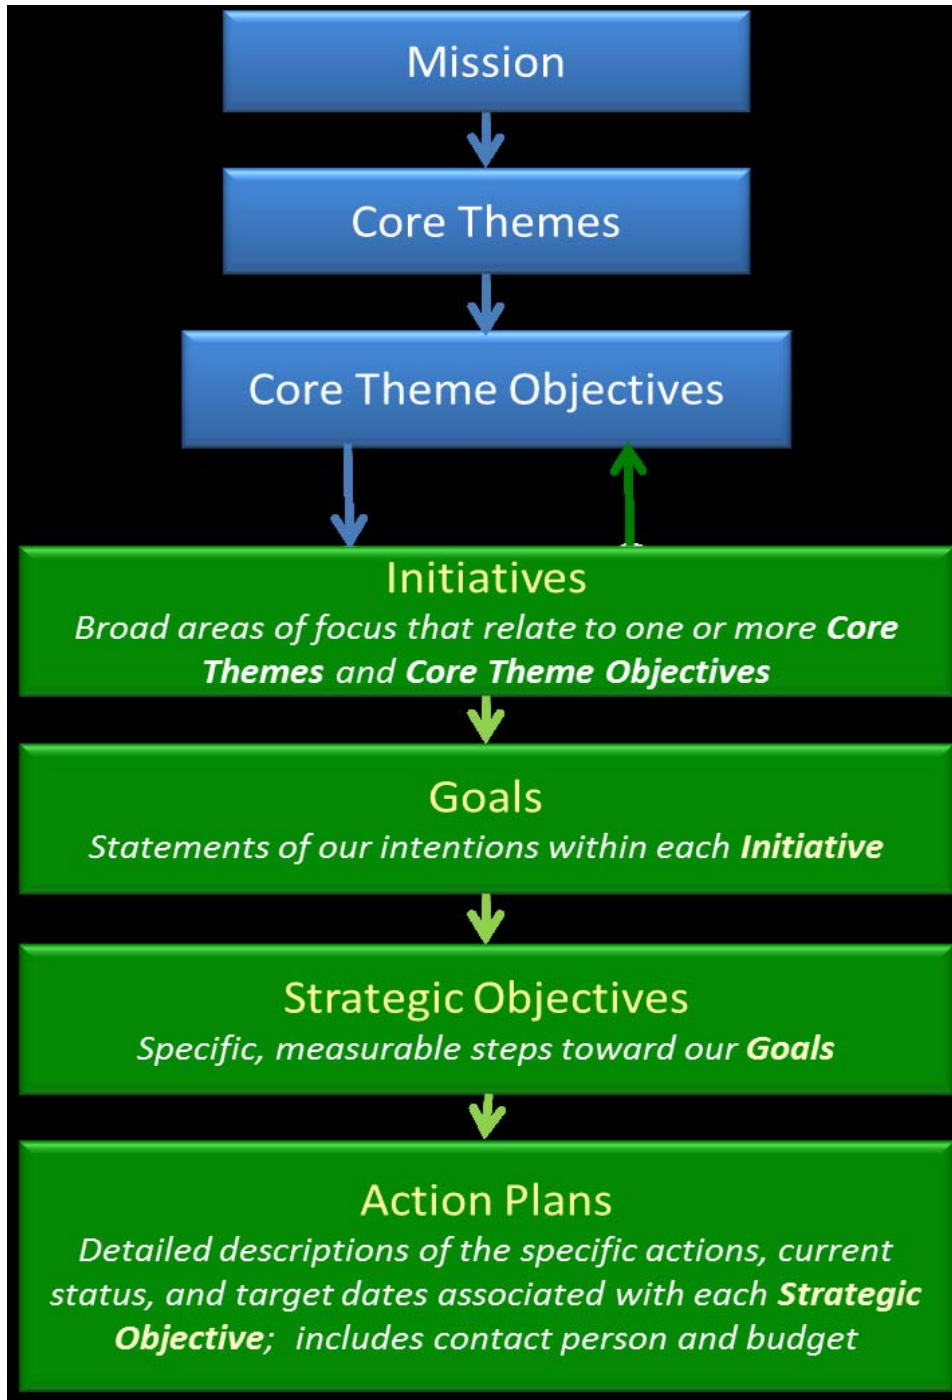 Mission
Core Themes
Core Theme Objectives
Initiatives
Broad areas of focus that relate to one or more Core
Themes and Core Theme Objectives
Goals
Statements of our intentions within each Initiative
Strategic Objectives
Specific, measurable steps toward our Goals
Action Plans
Detailed descriptions of the specific actions, current
status, and target dates associated with each Strategic
Objective;  includes contact person and budget